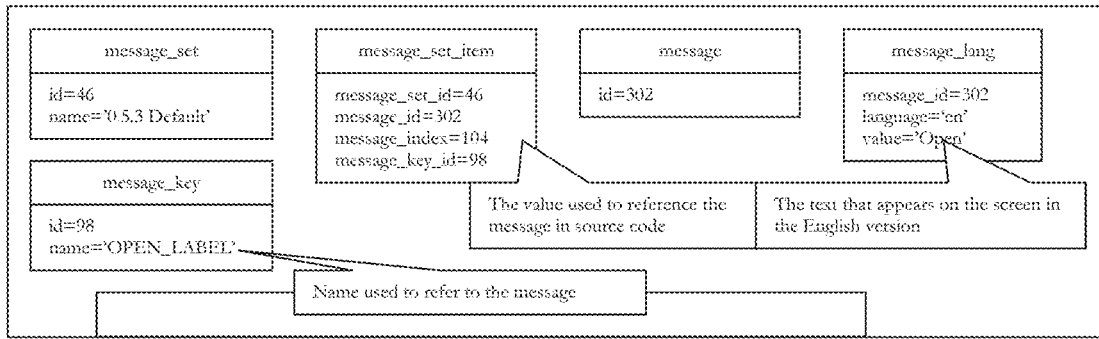 message_set
id=46
name='0.5.3 Default'
message_set_item
message_set_id=46
message_id=302
message_index=104
message_key_id=98
message
id=302
message_lang
message_id=302
language='en'
value='Open'
message_key
id=98
name='OPEN_LABEL'
The value used to reference the
message in source code
The text that appears on the screen in
the English version
Name used to refer to the message